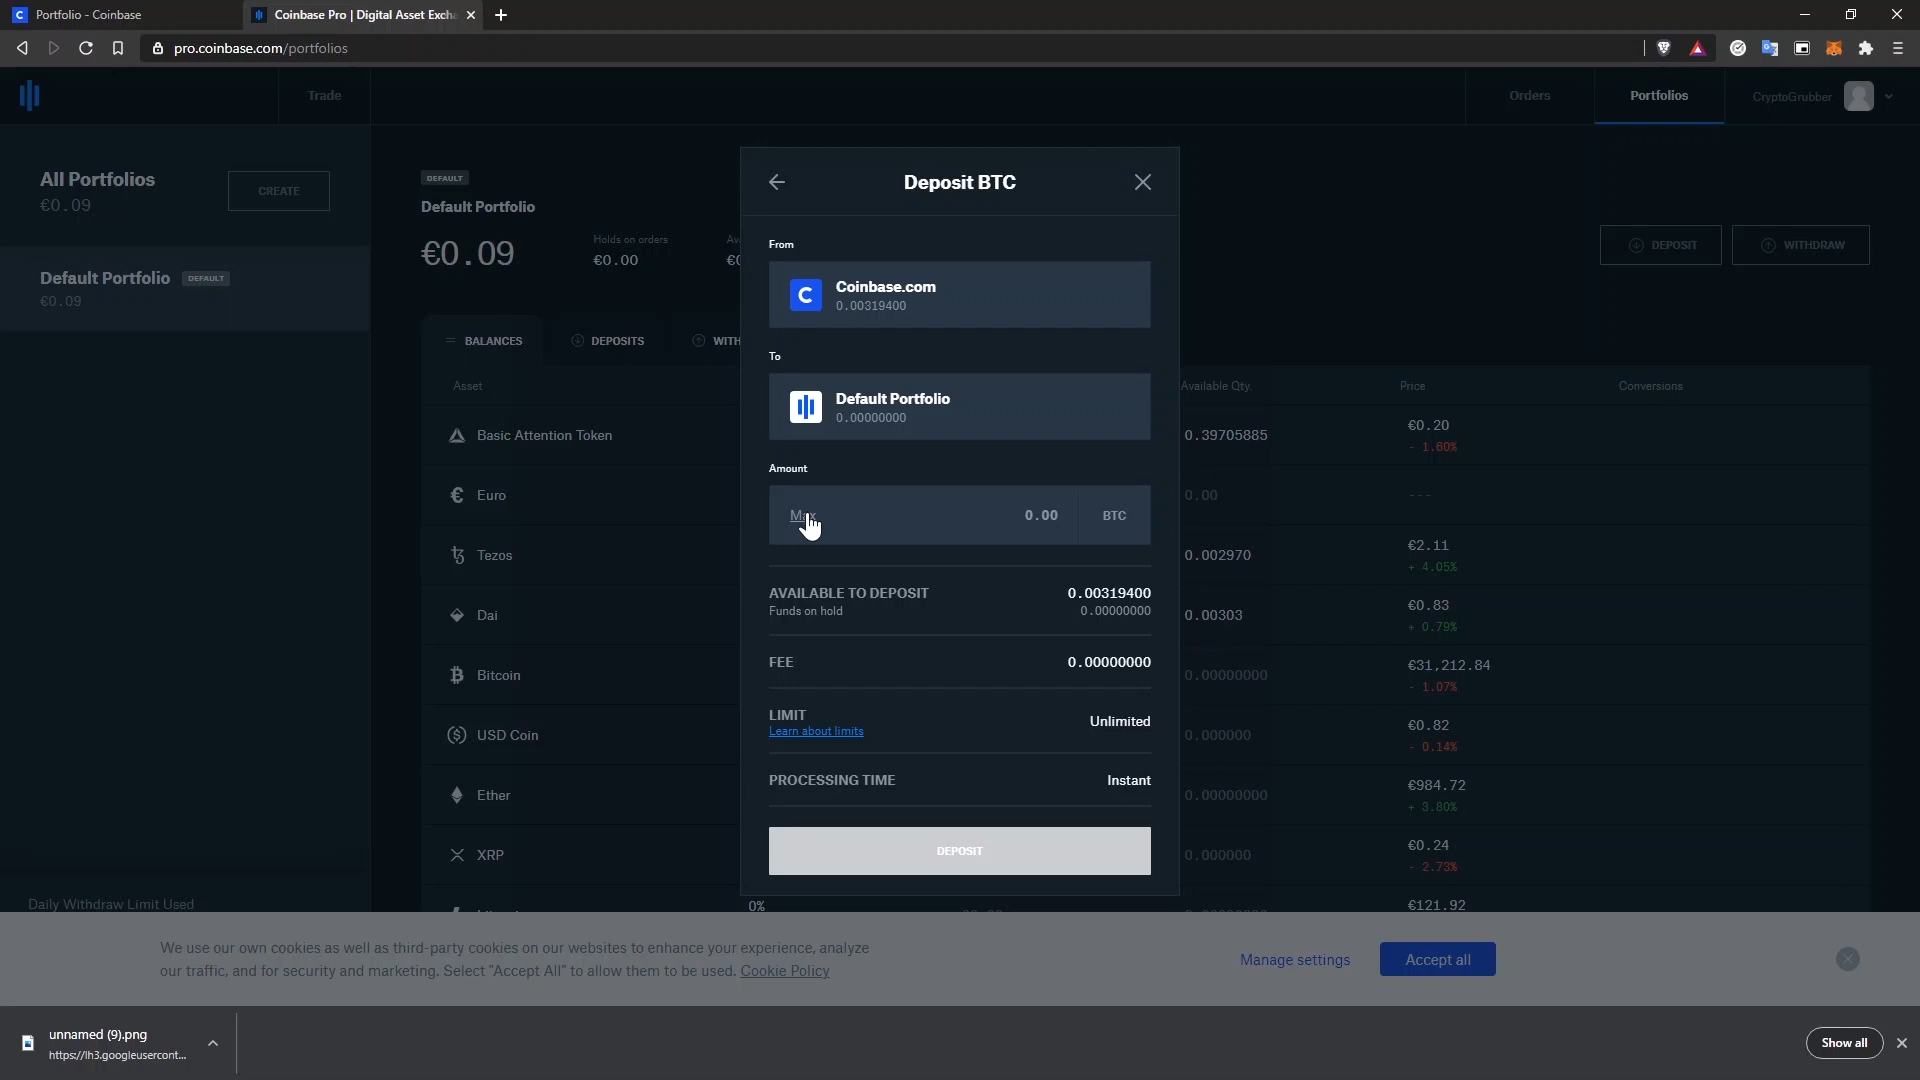 Portfolio - Coinbase
Coinbase Pro | Digital Asset Exch
pro.coinbase.com/portfolios
Trade
Orders
Portfolios
CryptoGrubber
All Portfolios
€0.09
CREATE
Default Portfolio DEFAULT
€0.09
DEFAULT
Default Portfolio
€0.09
Holds on orders
€0.00
DEPOSIT
WITHDRAW
BALANCES
DEPOSITS
Asset
Available Qty.
Price
Conversions
Basic Attention Token
0.39705885
€0.20
- 1.60%
Euro
0.00
---
Tezos
0.002970
€2.11
+ 4.05%
Dai
0.00303
€0.83
+ 0.79%
Bitcoin
0.00000000
€31,212.84
- 1.07%
USD Coin
0.000000
€0.82
- 0.14%
Ether
0.00000000
€984.72
+ 3.80%
XRP
0.000000
€0.24
- 2.73%
0%
€121.92
Daily Withdraw Limit Used
Deposit BTC
From
Coinbase.com
0.00319400
To
Default Portfolio
0.00000000
Amount
Max
0.00
BTC
AVAILABLE TO DEPOSIT
0.00319400
Funds on hold
0.00000000
FEE
0.00000000
LIMIT
Unlimited
Learn about limits
PROCESSING TIME
Instant
DEPOSIT
We use our own cookies as well as third-party cookies on our websites to enhance your experience, analyze
our traffic, and for security and marketing. Select "Accept All" to allow them to be used. Cookie Policy
Manage settings
Accept all
unnamed (9).png
https://lh3.googleusercont...
Show all